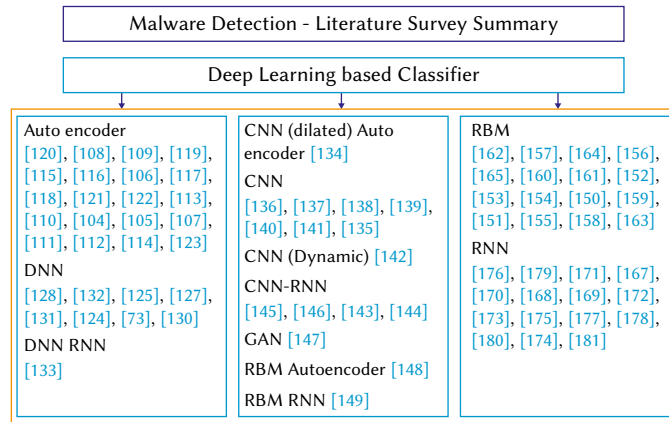 Malware Detection - Literature Survey Summary
Deep Learning based Classifier
Auto encoder
[120], [108], [109], [119],
[115], [116], [106], [117],
[118], [121], [122], [113],
[110], [104], [105], [107],
[111], [112], [114], [123]
DNN
[128], [132], [125], [127],
[131], [124], [73], [130]
DNN RNN
[133]
CNN (dilated) Auto
encoder [134]
CNN
[136], [137], [138], [139],
[140], [141], [135]
CNN (Dynamic) [142]
CNN-RNN
[145], [146], [143], [144]
GAN [147]
RBM Autoencoder [148]
RBM RNN [149]
RBM
[162], [157], [164], [156],
[165], [160], [161], [152],
[153], [154], [150], [159],
[151], [155], [158], [163]
RNN
[176], [179], [171], [167],
[170], [168], [169], [172],
[173], [175], [177], [178],
[180], [174], [181]